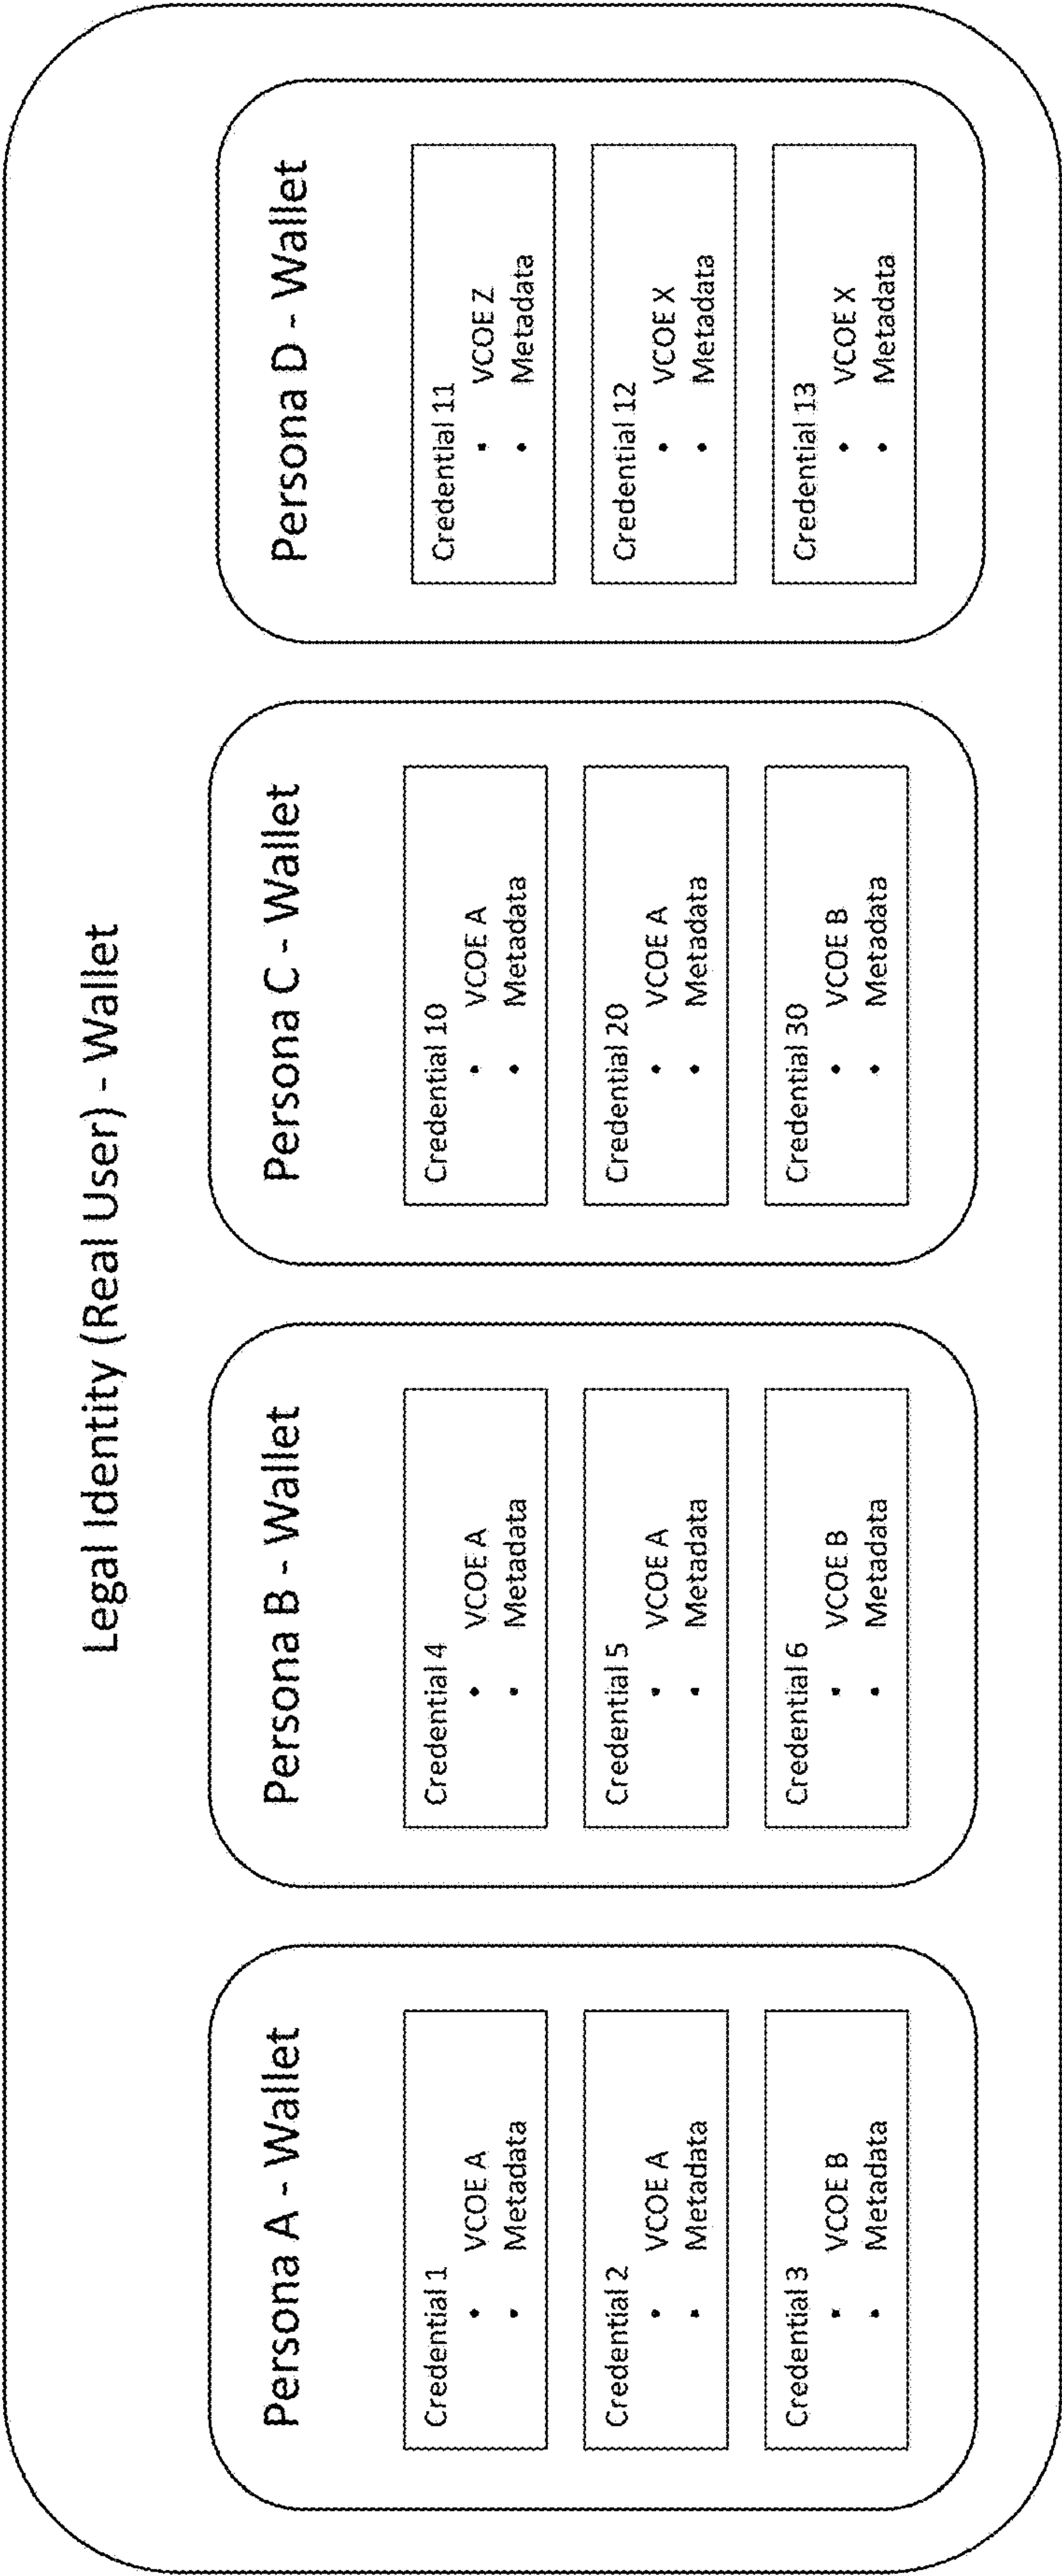 Legal Identity (Real User) - Wallet
Persona A - Wallet
Credential 1
• VCOE A
• Metadata
Credential 2
• VCOE A
• Metadata
Credential 3
• VCOE B
• Metadata
Persona B - Wallet
Credential 4
• VCOE A
• Metadata
Credential 5
• VCOE A
• Metadata
Credential 6
• VCOE B
• Metadata
Persona C - Wallet
Credential 10
• VCOE A
• Metadata
Credential 20
• VCOE A
• Metadata
Credential 30
• VCOE B
• Metadata
Persona D - Wallet
Credential 11
• VCOE Z
• Metadata
Credential 12
• VCOE X
• Metadata
Credential 13
• VCOE X
• Metadata